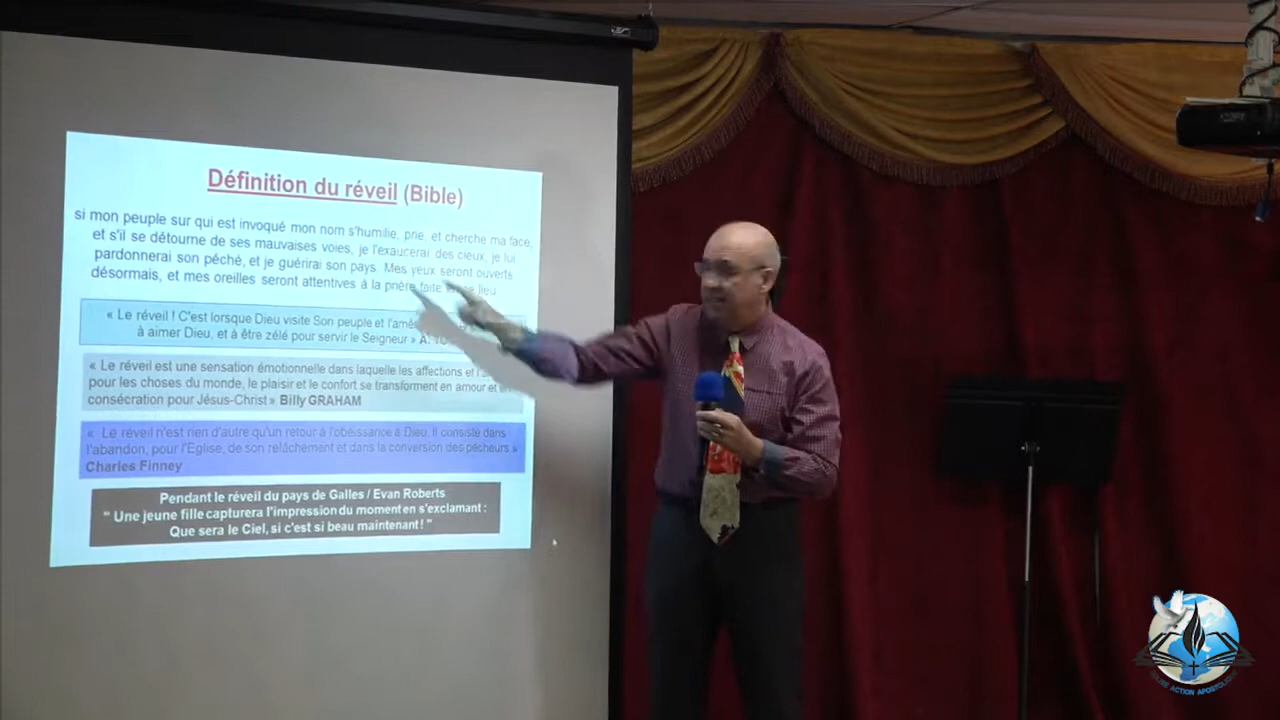 Définition du réveil (Bible)
si mon peuple sur qui est invoqué mon nom s'humilie, prie, et cherche ma face,
et s'il se détourne de ses mauvaises voies, je l'exaucerai des cieux, je lui
pardonnerai son péché, et je guérirai son pays. Mes yeux seront ouverts
désormais, et mes oreilles seront attentives à la prière faite lieu
« Le réveil ! C'est lorsque Dieu visite Son peuple et
à aimer Dieu, et à être zélé pour servir le Seigneur » A.
« Le réveil est une sensation émotionnelle dans laquelle les affections et
pour les choses du monde, le plaisir et le confort se transforment en amour et
consécration pour Jésus-Christ » Billy GRAHAM
« Le réveil n'est rien d'autre qu'un retour à l'obéissance à Dieu, Il consiste dans
l'abandon, pour l'Eglise, de son relâchement et dans la conversion des pécheurs »
Charles Finney
Pendant le réveil du pays de Galles / Evan Roberts
" Une jeune fille capturera l'impression du moment en s'exclamant :
Que sera le Ciel, si c'est si beau maintenant ! "
ACTION APOSTOLIQUE